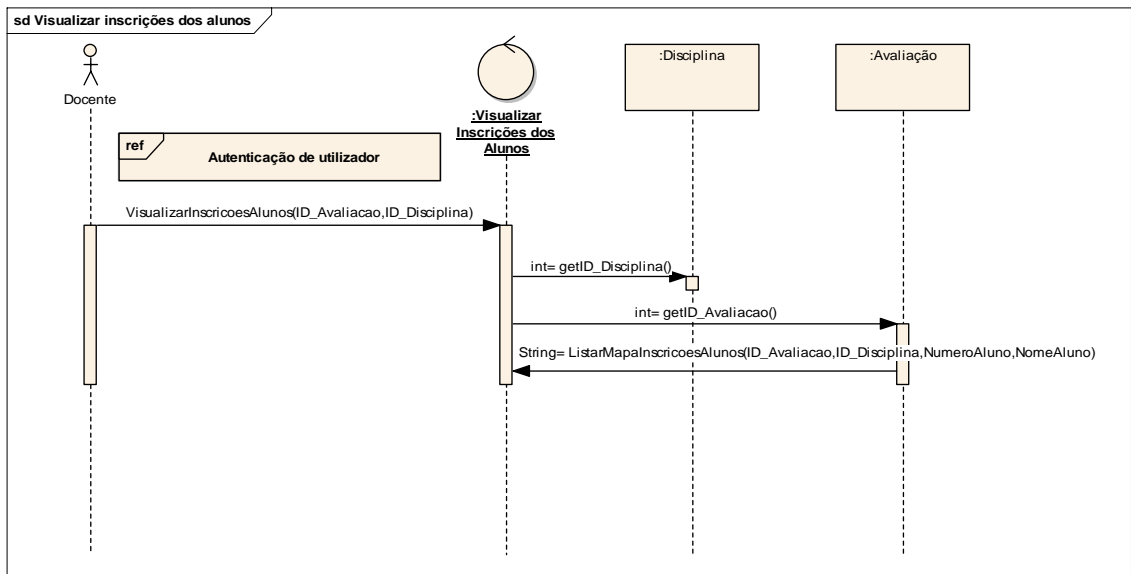 sd Visualizar inscrições dos alunos
Docente
:Visualizar
Inscrições dos
Alunos
:Disciplina
:Avaliação
ref
Autenticação de utilizador
VisualizarInscricoesAlunos(ID_Avaliacao,ID_Disciplina)
int= getID_Disciplina()
int= getID_Avaliacao()
String= ListarMapaInscricoesAlunos(ID_Avaliacao,ID_Disciplina,NumeroAluno,NomeAluno)